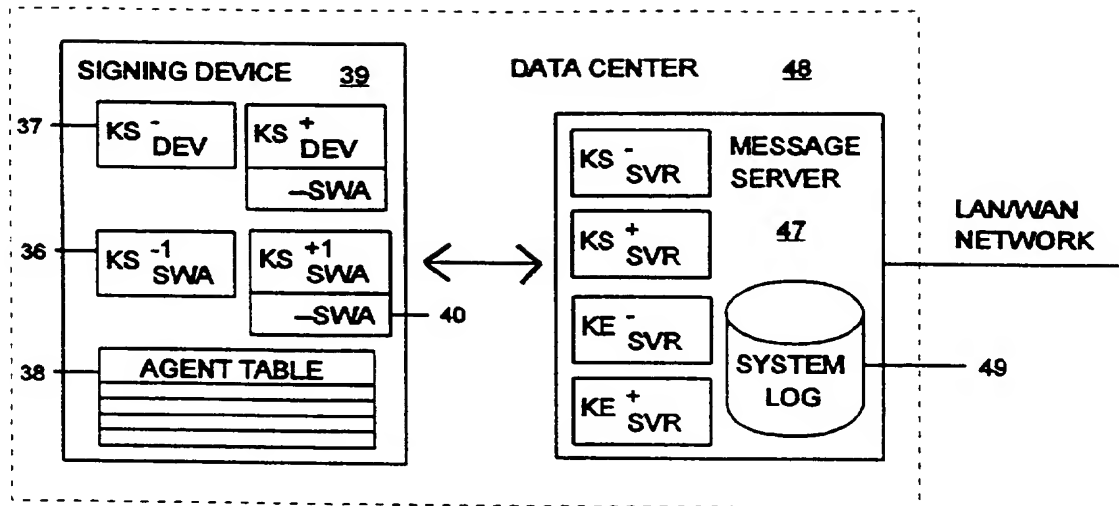 SIGNING DEVICE 39
DATA CENTER 48
37
KS - DEV
KS + DEV
–SWA
36
KS -1 SWA
KS +1 SWA
–SWA
40
38
AGENT TABLE
KS - SVR
MESSAGE SERVER
47
KS + SVR
KE - SVR
KE + SVR
SYSTEM LOG
49
LAN/WAN NETWORK